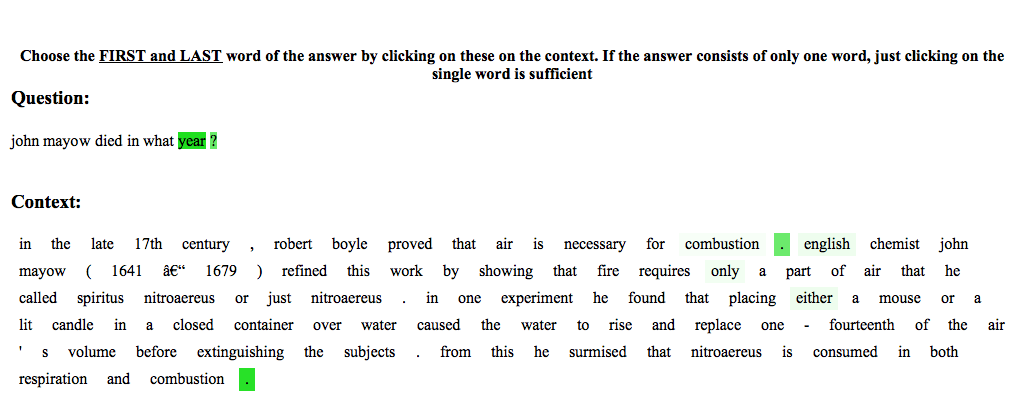 Choose the FIRST and LAST word of the answer by clicking on these on the context. If the answer consists of only one word, just clicking on the
single word is sufficient
Question:
john mayow died in what year ?
Context:
in the late 17th century , robert boyle proved that air is necessary for combustion . english chemist john
mayow ( 1641 â€“ 1679 ) refined this work by showing that fire requires only a part of air that he
called spiritus nitroaereus or just nitroaereus . in one experiment he found that placing either a mouse or a
lit candle in a closed container over water caused the water to rise and replace one - fourteenth of the air
' s volume before extinguishing the subjects . from this he surmised that nitroaereus is consumed in both
respiration and combustion .